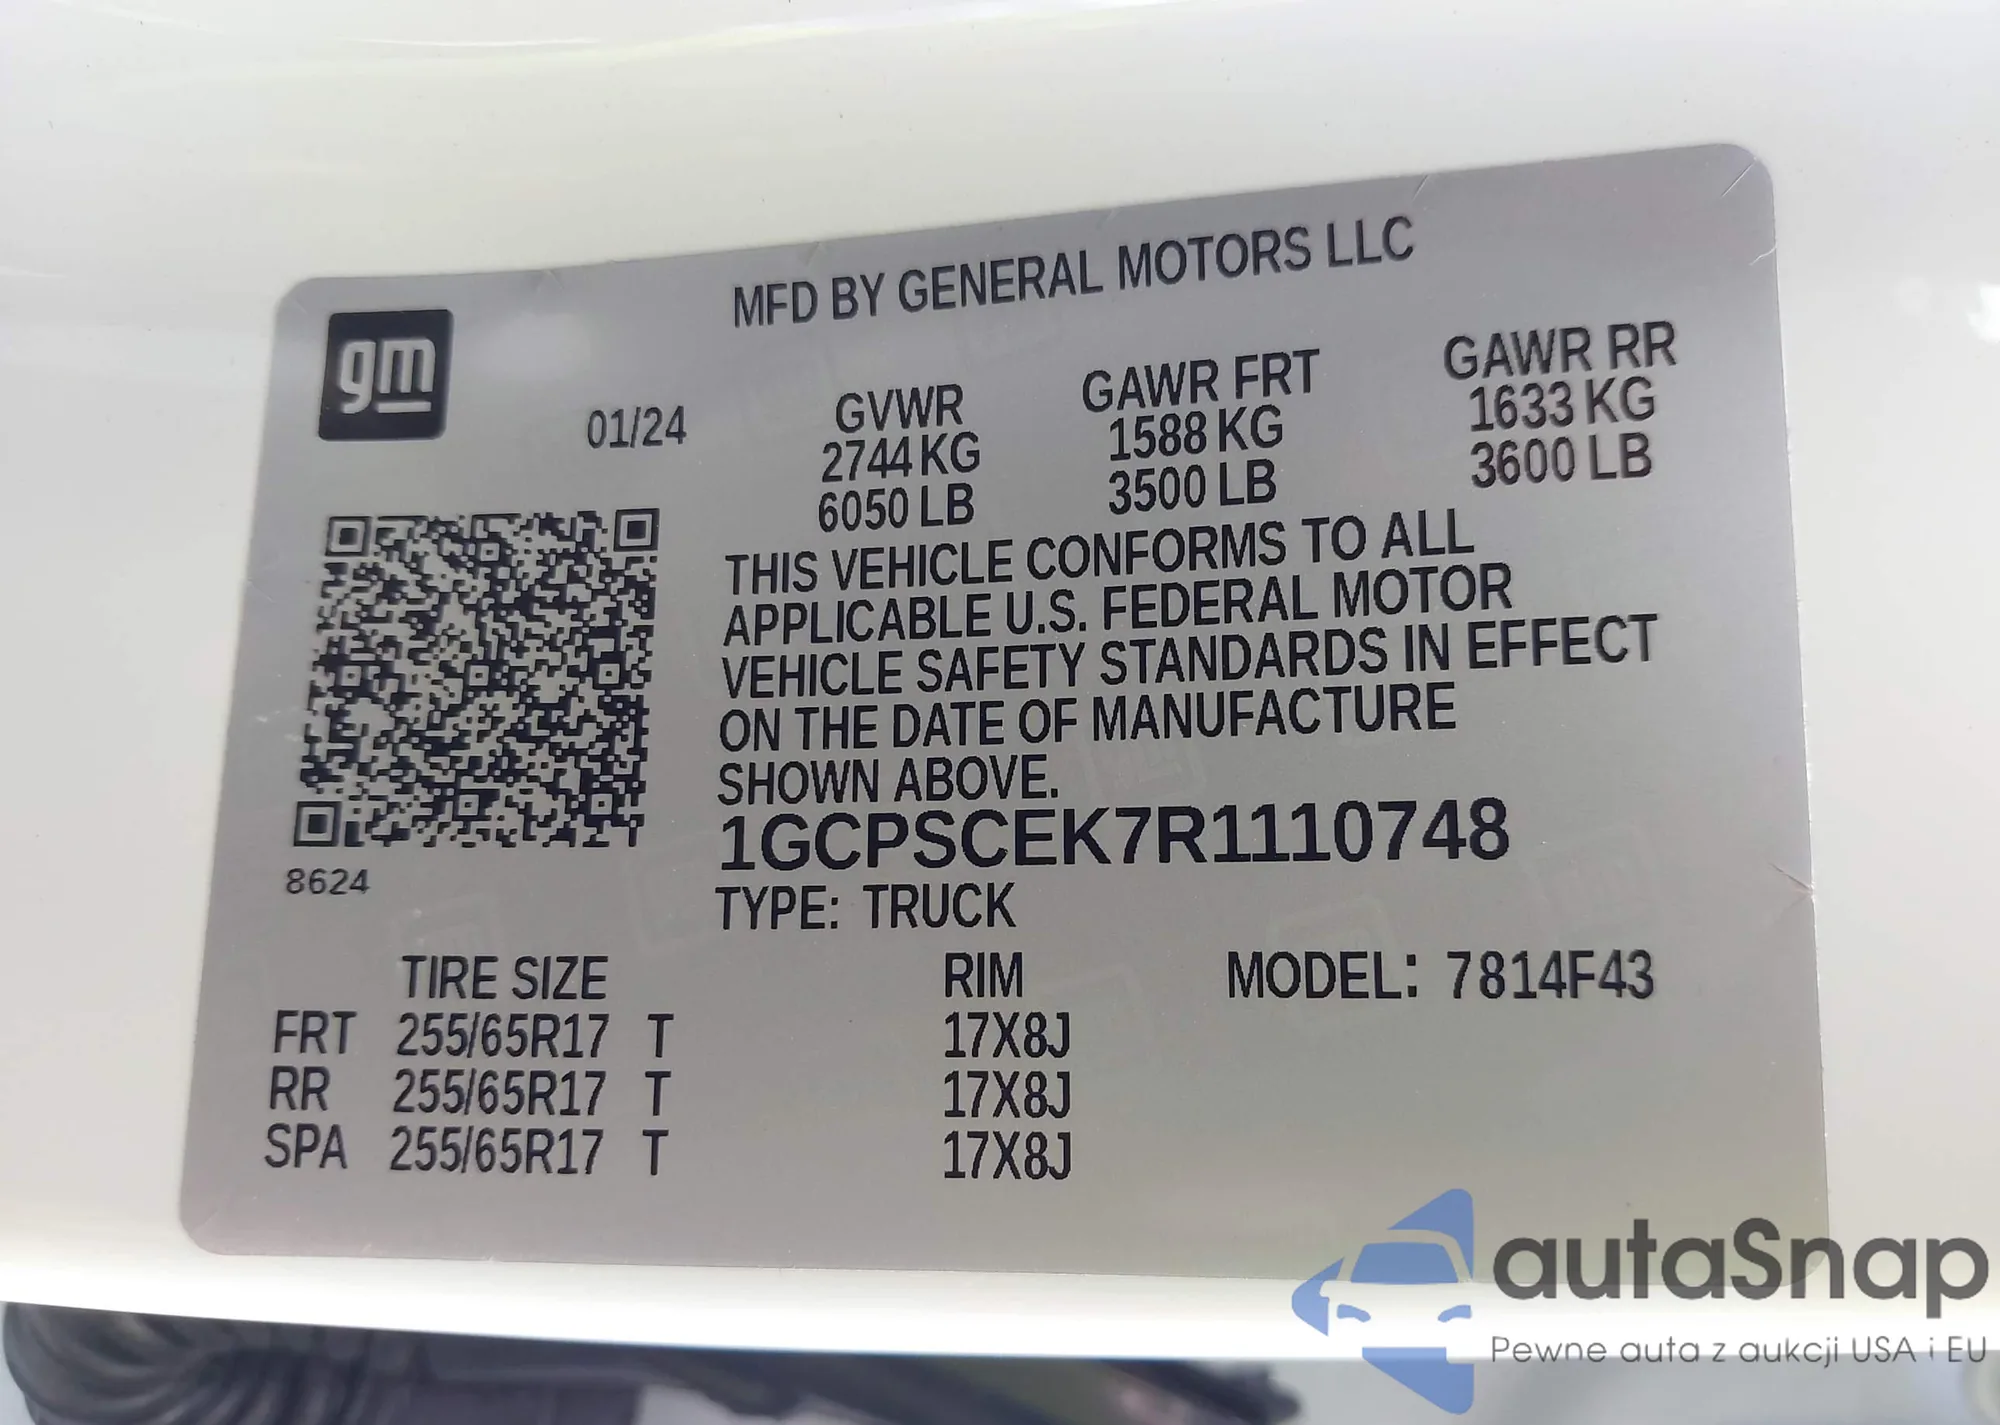 MFD BY GENERAL MOTORS LLC
gm
01/24
GVWR
2744 KG
6050 LB
GAWR FRT
1588 KG
3500 LB
GAWR RR
1633 KG
3600 LB
THIS VEHICLE CONFORMS TO ALL
APPLICABLE U.S. FEDERAL MOTOR
VEHICLE SAFETY STANDARDS IN EFFECT
ON THE DATE OF MANUFACTURE
SHOWN ABOVE.
1GCPSCEK7R1110748
8624
TYPE: TRUCK
TIRE SIZE RIM MODEL: 7814F43
FRT 255/65R17 T 17X8J
RR 255/65R17 T 17X8J
SPA 255/65R17 T 17X8J
autaSnap
Pewne auta z aukcji USA i EU